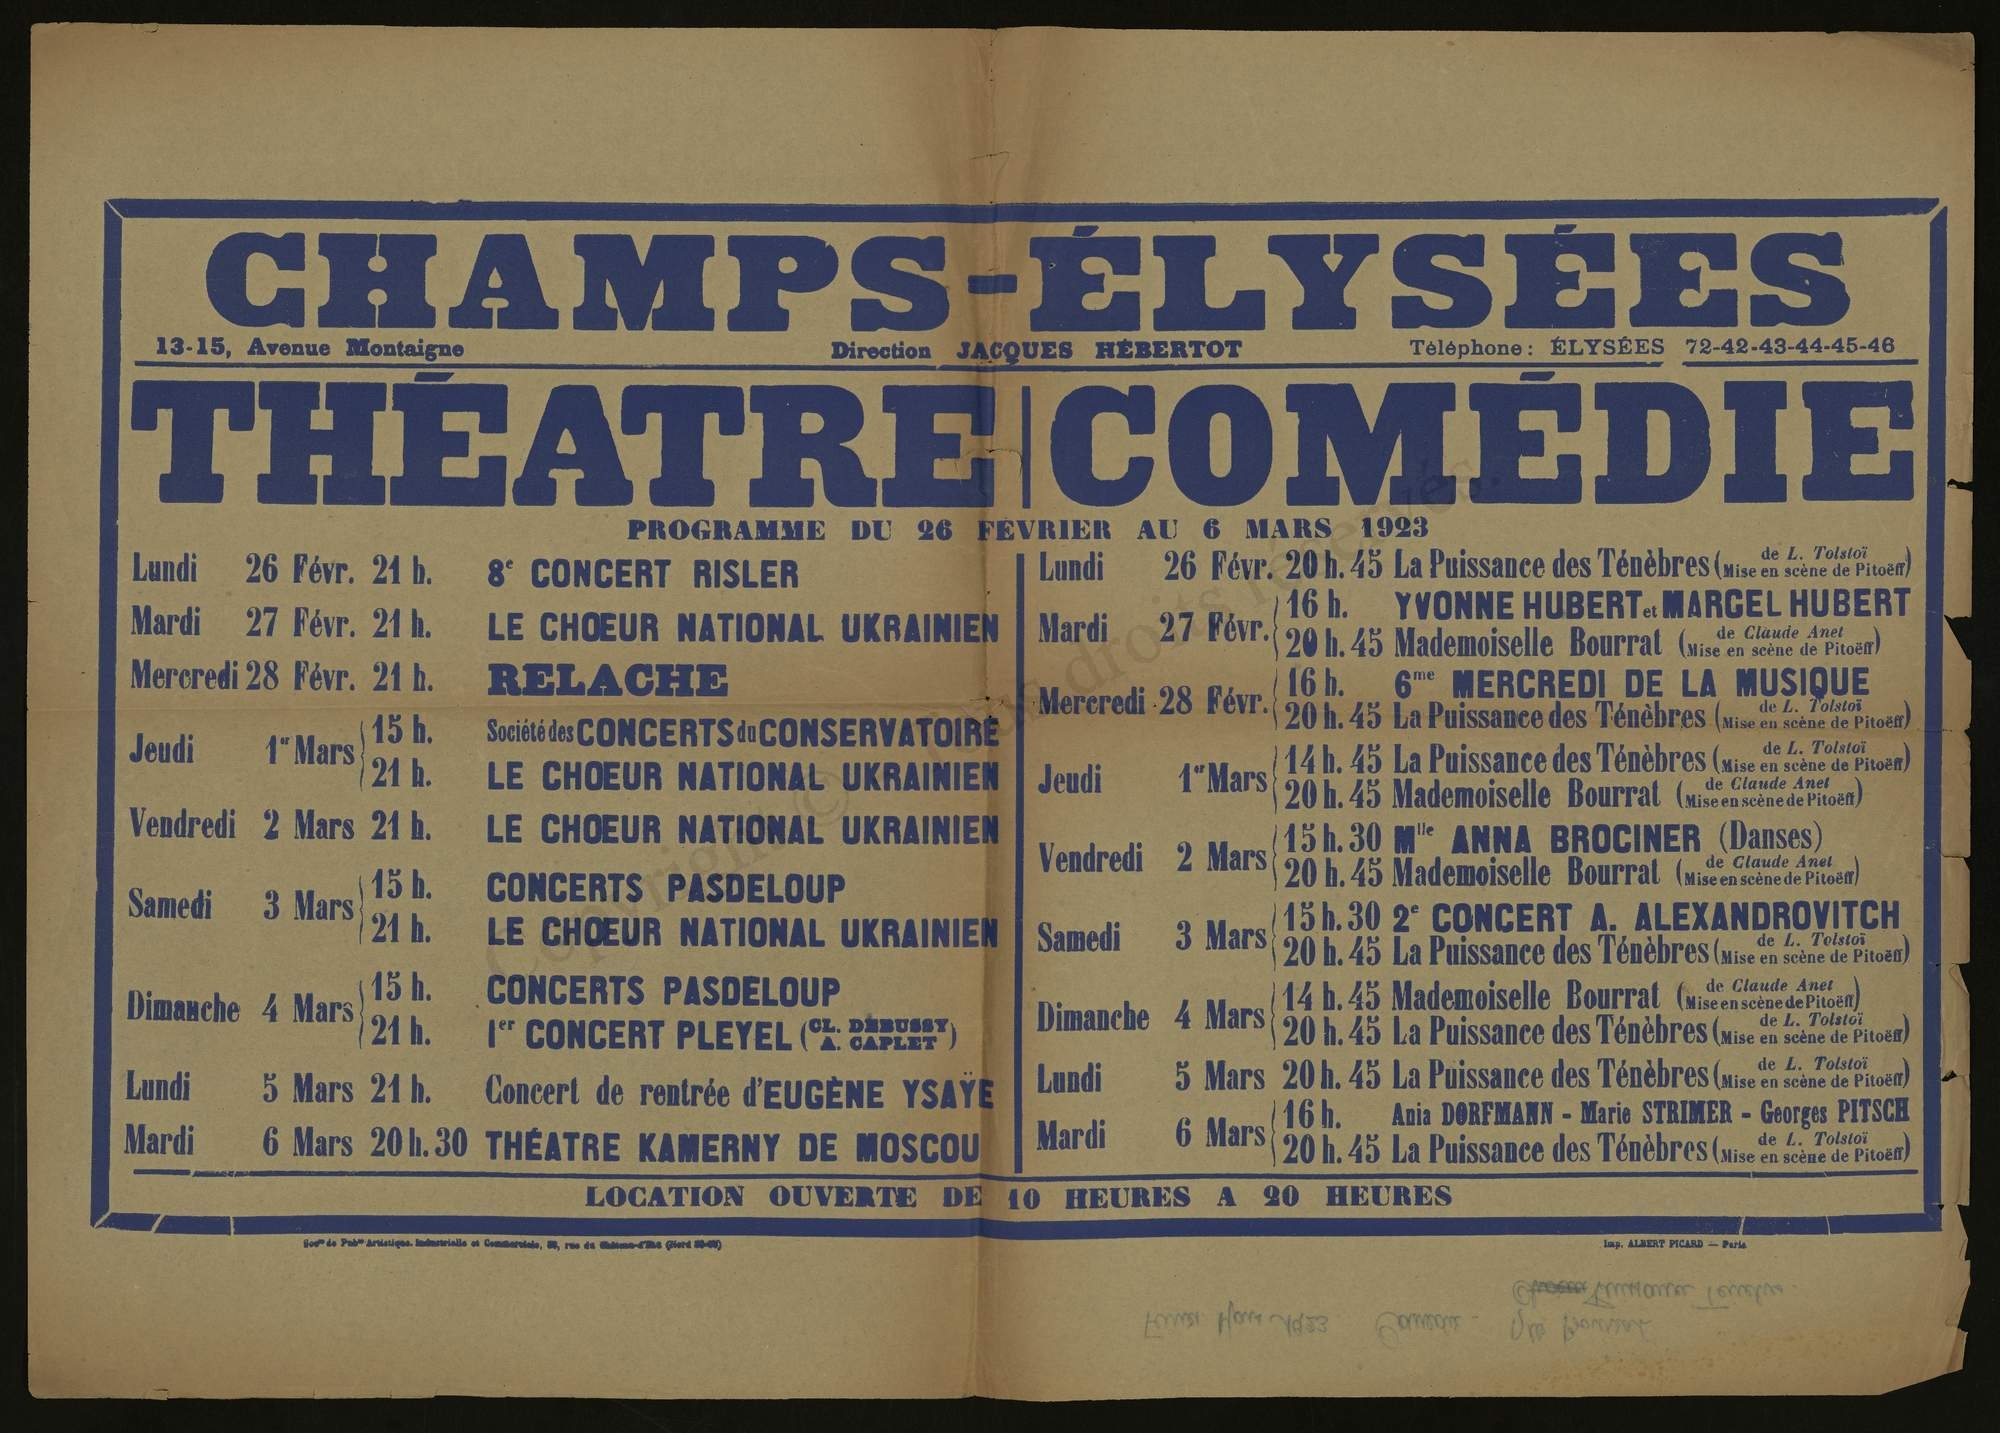 CHAMPS-ÉLYSÉES
13-15, Avenue Montaigne Direction JACQUES HÉBERTOT Téléphone : ÉLYSÉES 72-42-43-44-45-46
THÉATRE COMÉDIE
PROGRAMME DU 26 FÉVRIER AU 6 MARS 1923
Lundi 26 Févr. 21 h. 8e CONCERT RISLER
Mardi 27 Févr. 21 h. LE CHŒUR NATIONAL UKRAINIEN
Mercredi 28 Févr. 21 h. RELACHE
Jeudi 1er Mars
15 h. Société des CONCERTS du CONSERVATOIRE
21 h. LE CHŒUR NATIONAL UKRAINIEN
Vendredi 2 Mars 21 h. LE CHŒUR NATIONAL UKRAINIEN
Samedi 3 Mars
15 h. CONCERTS PASDELOUP
21 h. LE CHŒUR NATIONAL UKRAINIEN
Dimanche 4 Mars
15 h. CONCERTS PASDELOUP
21 h. 1er CONCERT PLEYEL (CL. DEBUSSY A. CAPLET)
Lundi 5 Mars 21 h. Concert de rentrée d'EUGÈNE YSAŸE
Mardi 6 Mars 20 h. 30 THÉATRE KAMERNY DE MOSCOU
Lundi 26 Févr. 20 h. 45 La Puissance des Ténèbres (de L. Tolstoï Mise en scène de Pitoëff)
Mardi 27 Févr.
16 h. YVONNE HUBERT et MARCEL HUBERT
20 h. 45 Mademoiselle Bourrat (de Claude Anet Mise en scène de Pitoëff)
Mercredi 28 Févr.
16 h. 6me MERCREDI DE LA MUSIQUE
20 h. 45 La Puissance des Ténèbres (de L. Tolstoï Mise en scène de Pitoëff)
Jeudi 1er Mars
14 h. 45 La Puissance des Ténèbres (de L. Tolstoï Mise en scène de Pitoëff)
20 h. 45 Mademoiselle Bourrat (de Claude Anet Mise en scène de Pitoëff)
Vendredi 2 Mars
15 h. 30 Mlle ANNA BROCINER (Danses)
20 h. 45 Mademoiselle Bourrat (de Claude Anet Mise en scène de Pitoëff)
Samedi 3 Mars
15 h. 30 2e CONCERT A. ALEXANDROVITCH
20 h. 45 La Puissance des Ténèbres (de L. Tolstoï Mise en scène de Pitoëff)
Dimanche 4 Mars
14 h. 45 Mademoiselle Bourrat (de Claude Anet Mise en scène de Pitoëff)
20 h. 45 La Puissance des Ténèbres (de L. Tolstoï Mise en scène de Pitoëff)
Lundi 5 Mars 20 h. 45 La Puissance des Ténèbres (de L. Tolstoï Mise en scène de Pitoëff)
Mardi 6 Mars
16 h. Ania DORFMANN - Marie STRIMER - Georges PITSCH
20 h. 45 La Puissance des Ténèbres (de L. Tolstoï Mise en scène de Pitoëff)
LOCATION OUVERTE DE 10 HEURES A 20 HEURES
de Artistique, Industrielle et Commerciale, rue du
Imp. ALBERT PICARD — Paris
Copyright © Tous droits réservés.